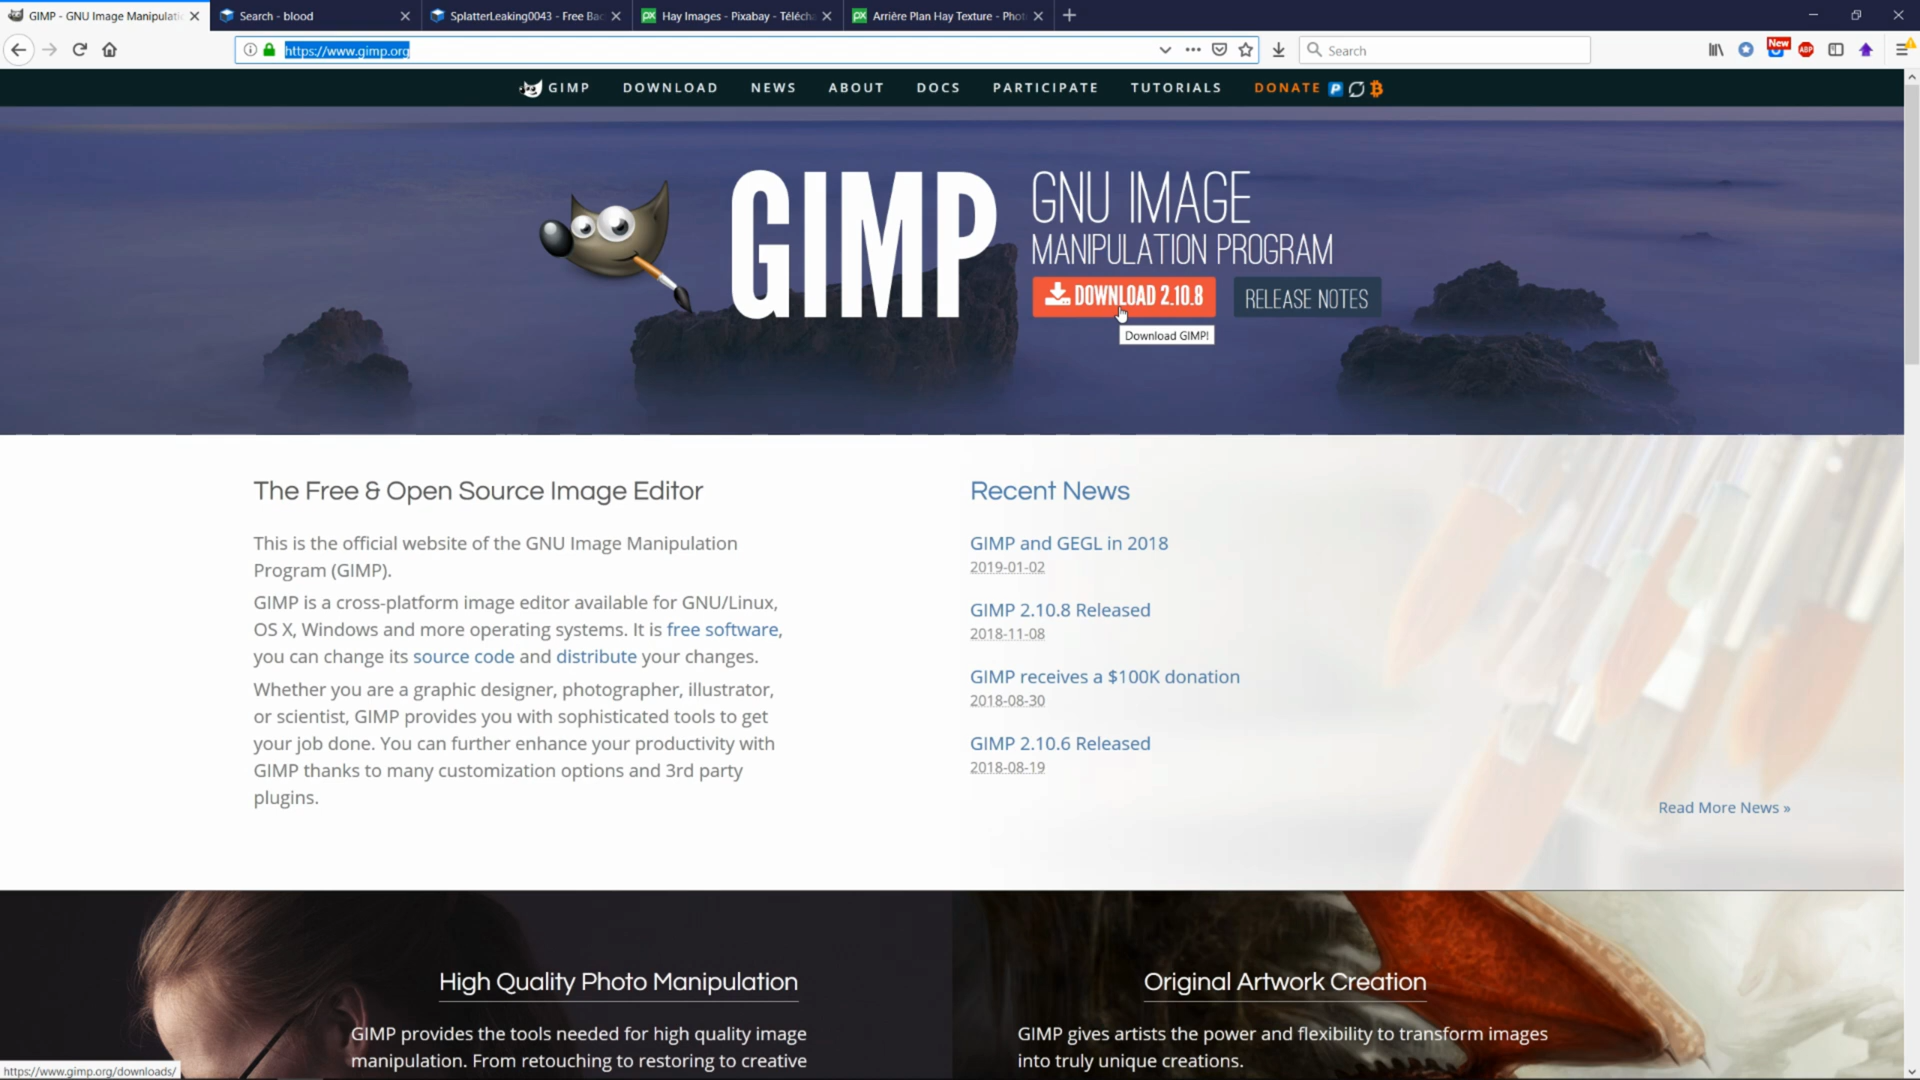 GIMP - GNU Image Manipulati
Search - blood
SplatterLeaking0043 - Free Bac
Hay Images - Pixabay - Téléch
Arrière Plan Hay Texture - Phot
https://www.gimp.org
Search
New
ABP
GIMP
DOWNLOAD
NEWS
ABOUT
DOCS
PARTICIPATE
TUTORIALS
DONATE
GIMP
GNU IMAGE
MANIPULATION PROGRAM
DOWNLOAD 2.10.8
RELEASE NOTES
Download GIMP!
The Free & Open Source Image Editor
This is the official website of the GNU Image Manipulation
Program (GIMP).
GIMP is a cross-platform image editor available for GNU/Linux,
OS X, Windows and more operating systems. It is free software,
you can change its source code and distribute your changes.
Whether you are a graphic designer, photographer, illustrator,
or scientist, GIMP provides you with sophisticated tools to get
your job done. You can further enhance your productivity with
GIMP thanks to many customization options and 3rd party
plugins.
Recent News
GIMP and GEGL in 2018
2019-01-02
GIMP 2.10.8 Released
2018-11-08
GIMP receives a $100K donation
2018-08-30
GIMP 2.10.6 Released
2018-08-19
Read More News »
High Quality Photo Manipulation
GIMP provides the tools needed for high quality image
manipulation. From retouching to restoring to creative
Original Artwork Creation
GIMP gives artists the power and flexibility to transform images
into truly unique creations.
https://www.gimp.org/downloads/